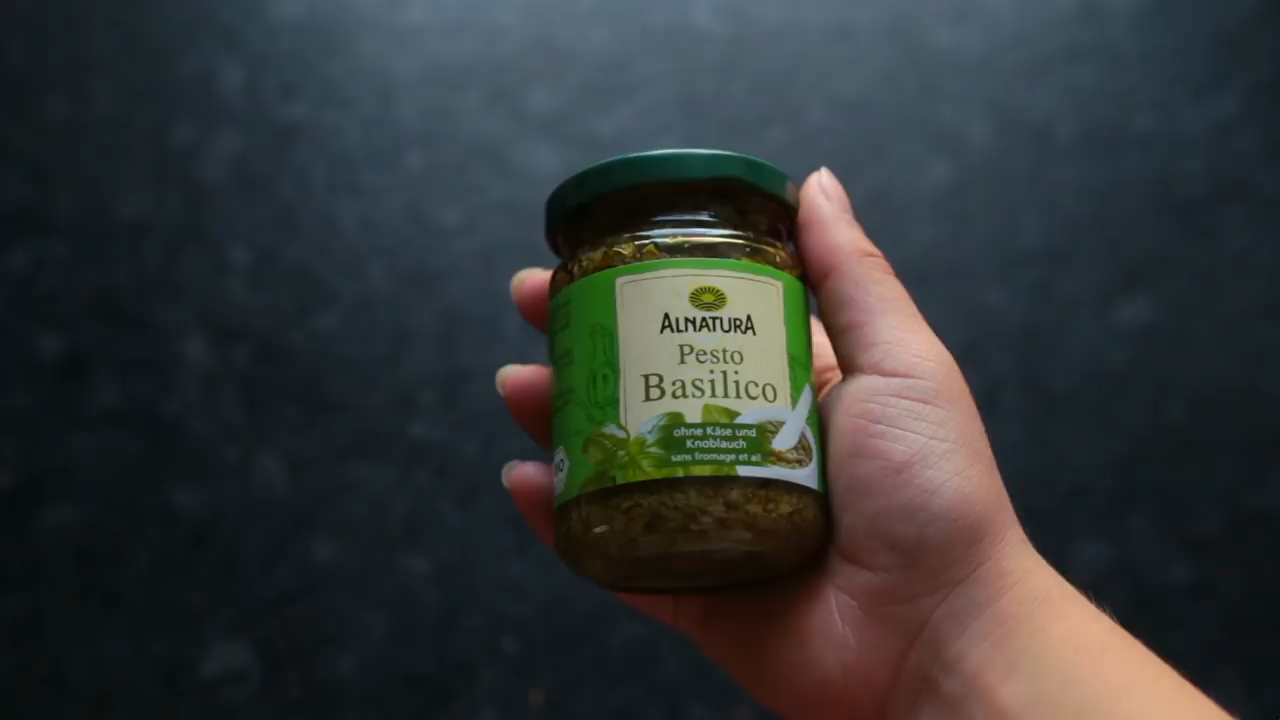 ALNATURA
Pesto
Basilico
ohne Käse und
Knoblauch
sans fromage et ail